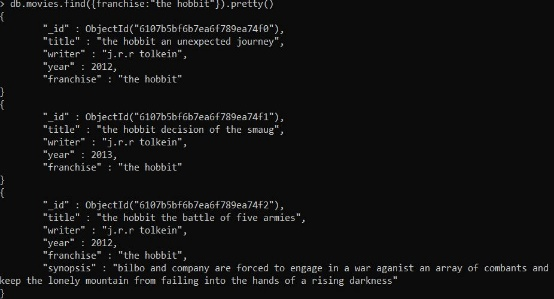 > db.movies.find({franchise:"the hobbit"}).pretty()
{
        "_id" : ObjectId("6107b5bf6b7ea6f789ea74f0"),
        "title" : "the hobbit an unexpected journey",
        "writer" : "j.r.r tolkein",
        "year" : 2012,
        "franchise" : "the hobbit"
}
{
        "_id" : ObjectId("6107b5bf6b7ea6f789ea74f1"),
        "title" : "the hobbit decision of the smaug",
        "writer" : "j.r.r tolkein",
        "year" : 2013,
        "franchise" : "the hobbit"
}
{
        "_id" : ObjectId("6107b5bf6b7ea6f789ea74f2"),
        "title" : "the hobbit the battle of five armies",
        "writer" : "j.r.r tolkein",
        "year" : 2012,
        "franchise" : "the hobbit",
        "synopsis" : "bilbo and company are forced to engage in a war aganist an array of combants and
keep the lonely mountain from failing into the hands of a rising darkness"
}